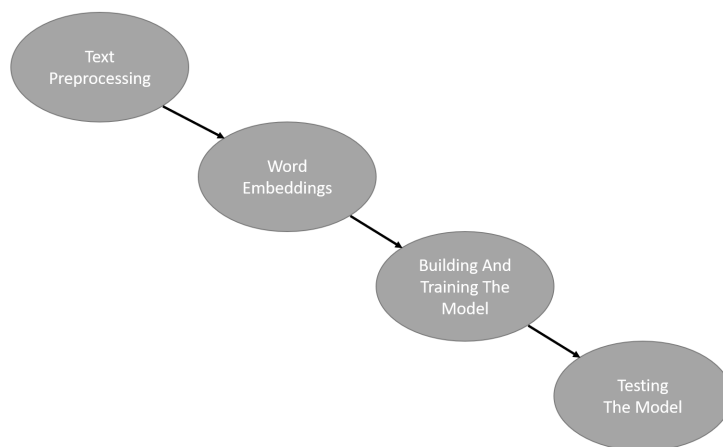 Text
Preprocessing
Word
Embeddings
Building And
Training The
Model
Testing
The Model